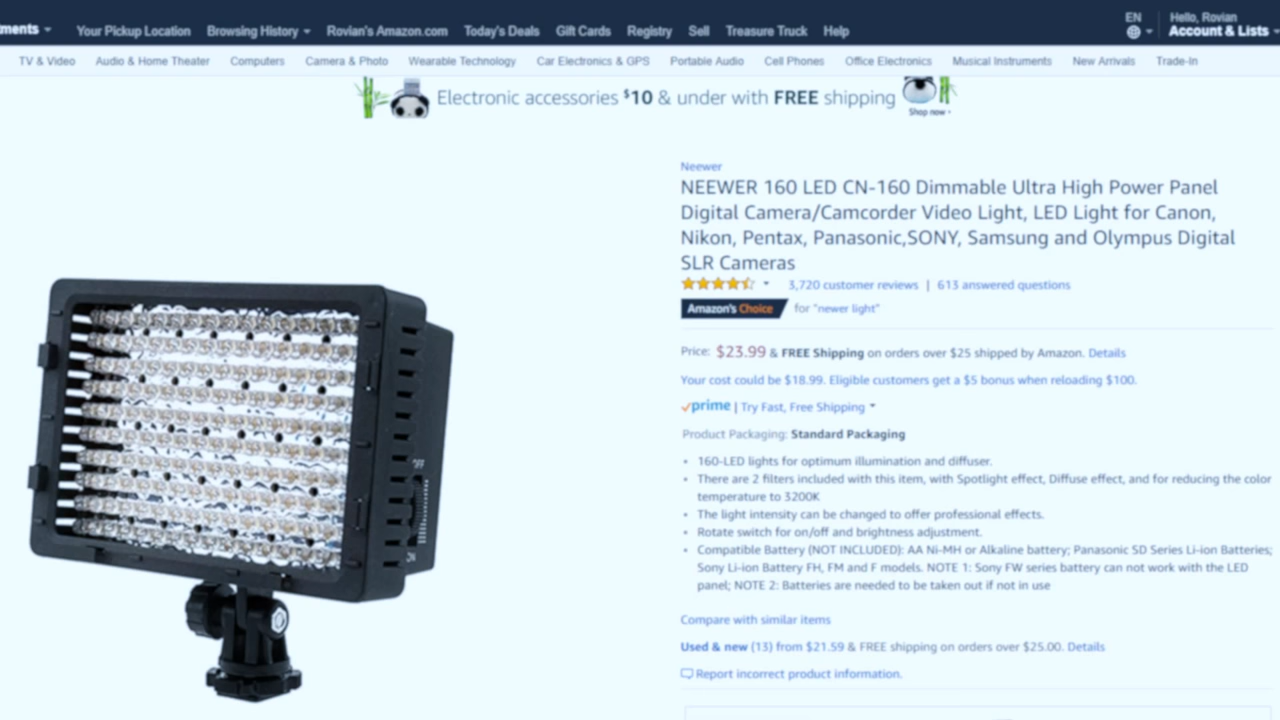 ments
Your Pickup Location
Browsing History
Rovian's Amazon.com
Today's Deals
Gift Cards
Registry
Sell
Treasure Truck
Help
EN
Hello, Rovian
Account & Lists
TV & Video
Audio & Home Theater
Computers
Camera & Photo
Wearable Technology
Car Electronics & GPS
Portable Audio
Cell Phones
Office Electronics
Musical Instruments
New Arrivals
Trade-In
Electronic accessories $10 & under with FREE shipping
Shop now ›
Neewer
NEEWER 160 LED CN-160 Dimmable Ultra High Power Panel
Digital Camera/Camcorder Video Light, LED Light for Canon,
Nikon, Pentax, Panasonic,SONY, Samsung and Olympus Digital
SLR Cameras
3,720 customer reviews | 613 answered questions
Amazon's Choice for "newer light"
Price: $23.99 & FREE Shipping on orders over $25 shipped by Amazon. Details
Your cost could be $18.99. Eligible customers get a $5 bonus when reloading $100.
prime | Try Fast, Free Shipping
Product Packaging: Standard Packaging
• 160-LED lights for optimum illumination and diffuser.
• There are 2 filters included with this item, with Spotlight effect, Diffuse effect, and for reducing the color
temperature to 3200K
• The light intensity can be changed to offer professional effects.
• Rotate switch for on/off and brightness adjustment.
• Compatible Battery (NOT INCLUDED): AA Ni-MH or Alkaline battery; Panasonic SD Series Li-ion Batteries;
Sony Li-ion Battery FH, FM and F models. NOTE 1: Sony FW series battery can not work with the LED
panel; NOTE 2: Batteries are needed to be taken out if not in use
Compare with similar items
Used & new (13) from $21.59 & FREE shipping on orders over $25.00. Details
Report incorrect product information.
OFF
ON